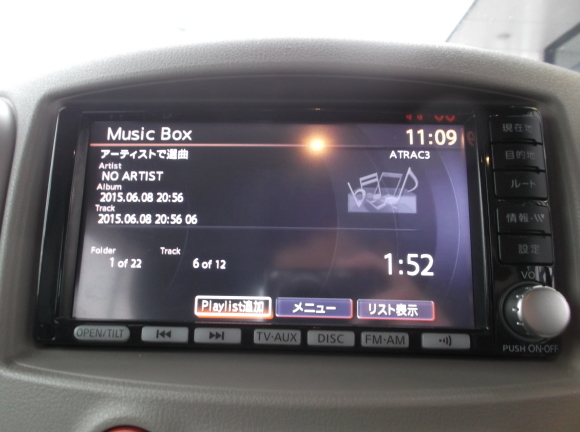 Music Box
11:09
アーティストで選曲
ATRAC3
Artist
NO ARTIST
Album
2015.06.08 20:56
Track
2015.06.08 20:56 06
Folder Track
1 of 22 6 of 12
1:52
Playlist追加 メニュー リスト表示
現在地
目的地
ルート
情報
設定
VOL
PUSH ON·OFF
OPEN/TILT TV·AUX DISC FM·AM